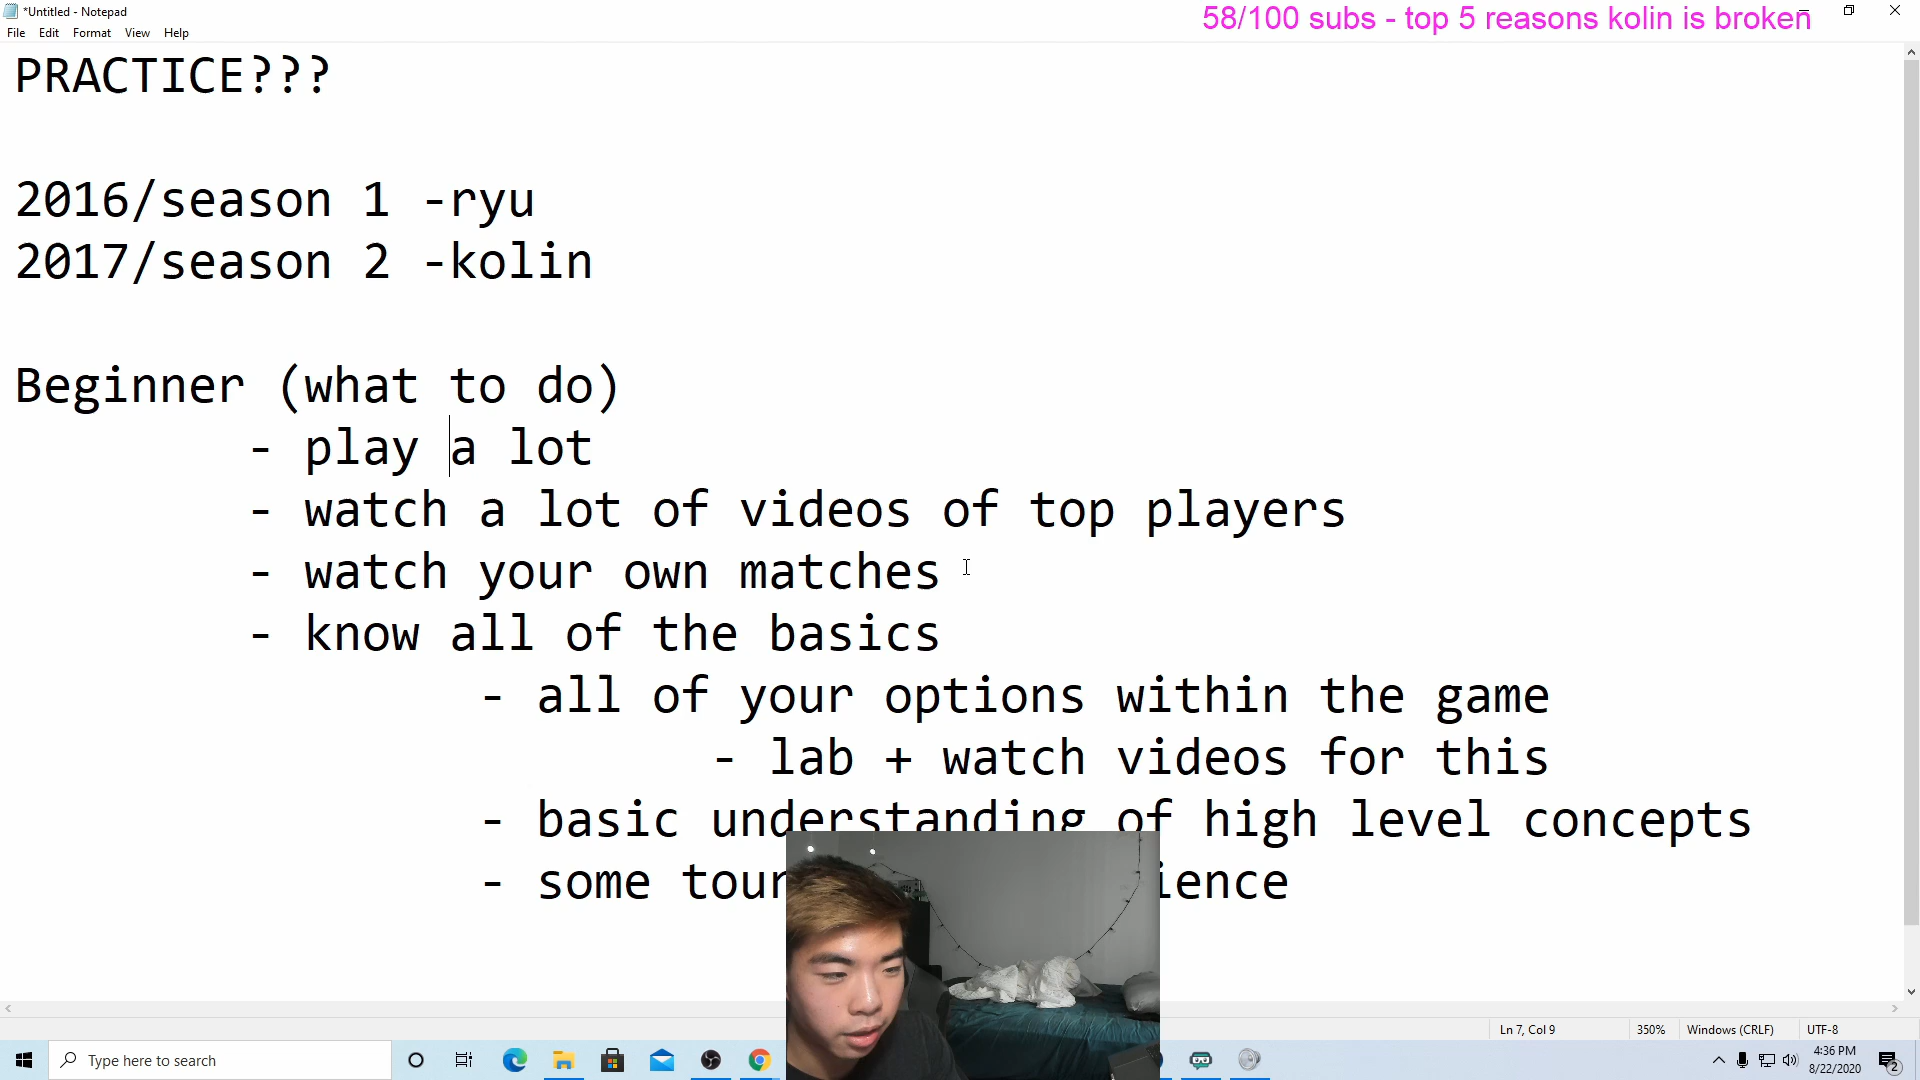 *Untitled - Notepad
58/100 subs - top 5 reasons kolin is broken
File Edit Format View Help
PRACTICE???
2016/season 1 -ryu
2017/season 2 -kolin
Beginner (what to do)
- play a lot
- watch a lot of videos of top players
- watch your own matches
- know all of the basics
- all of your options within the game
- lab + watch videos for this
- basic understanding of high level concepts
- some
Ln 7, Col 9 350% Windows (CRLF) UTF-8
Type here to search
4:36 PM
8/22/2020
2